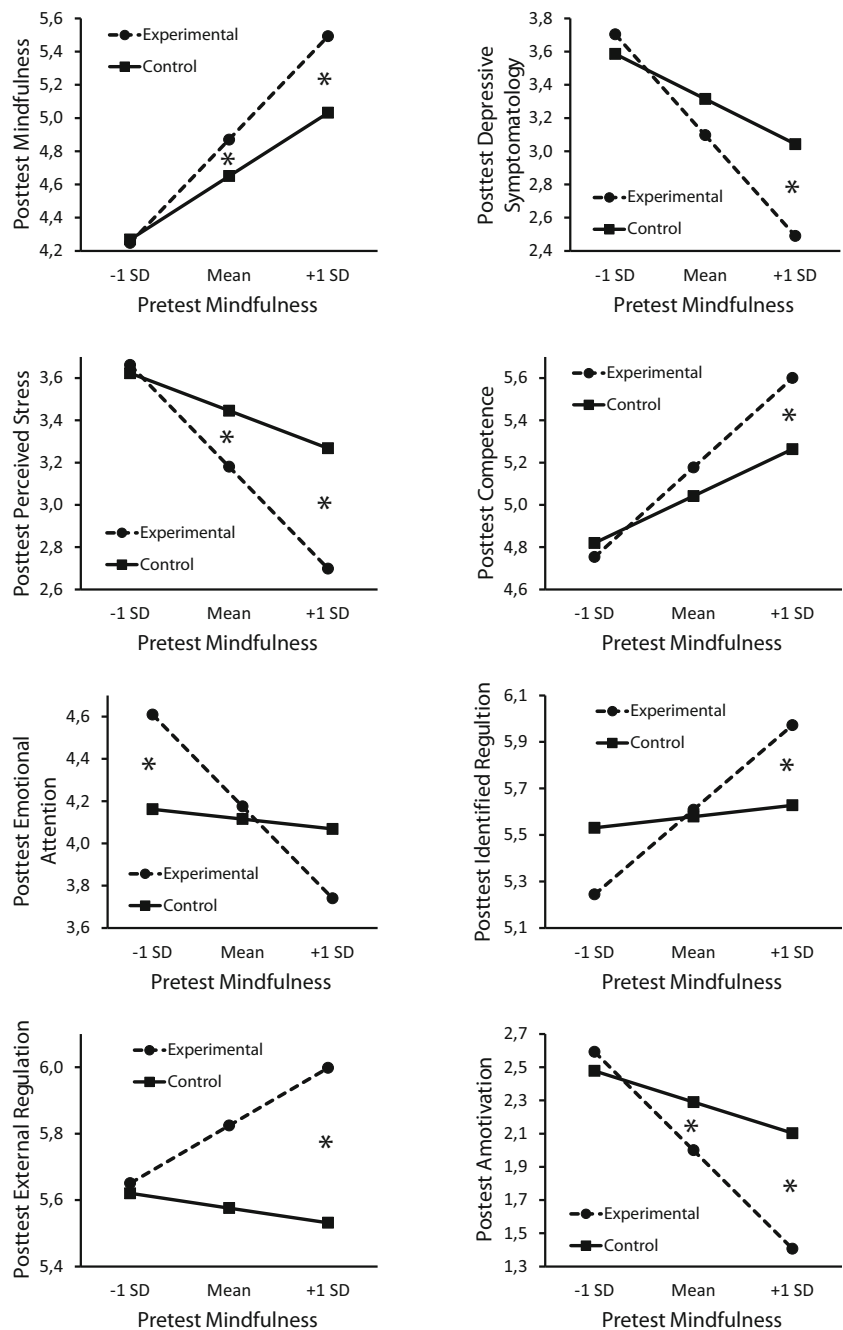 5,6
5,4
5,2
5,0
4,8
4,6
4,4
4,2
Posttest Mindfulness
Experimental
Control
*
*
-1 SD Mean +1 SD
Pretest Mindfulness
3,8
3,6
3,4
3,2
3,0
2,8
2,6
2,4
Posttest Depressive
Symptomatology
*
Experimental
Control
-1 SD Mean +1 SD
Pretest Mindfulness
3,6
3,4
3,2
3,0
2,8
2,6
Posttest Perceived Stress
*
*
Experimental
Control
-1 SD Mean +1 SD
Pretest Mindfulness
5,6
5,4
5,2
5,0
4,8
4,6
Posttest Competence
Experimental
Control
*
-1 SD Mean +1 SD
Pretest Mindfulness
4,6
4,4
4,2
4,0
3,8
3,6
Posttest Emotional
Attention
*
Experimental
Control
-1 SD Mean +1 SD
Pretest Mindfulness
6,1
5,9
5,7
5,5
5,3
5,1
Posttest Identified Regultion
Experimental
Control
*
-1 SD Mean +1 SD
Pretest Mindfulness
6,0
5,8
5,6
5,4
Posttest External Regulation
Experimental
Control
*
-1 SD Mean +1 SD
Pretest Mindfulness
2,7
2,5
2,3
2,1
1,9
1,7
1,5
1,3
Postest Amotivation
*
*
Experimental
Control
-1 SD Mean +1 SD
Pretest Mindfulness